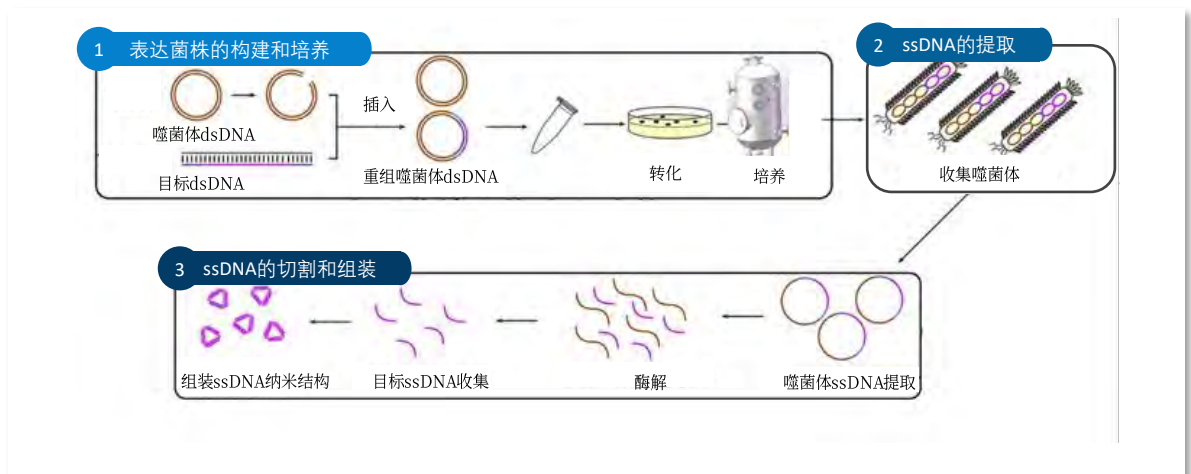 1 表达菌株的构建和培养
噬菌体dsDNA
目标dsDNA
插入
重组噬菌体dsDNA
转化
培养
2 ssDNA的提取
收集噬菌体
3 ssDNA的切割和组装
组装ssDNA纳米结构
目标ssDNA收集
酶解
噬菌体ssDNA提取